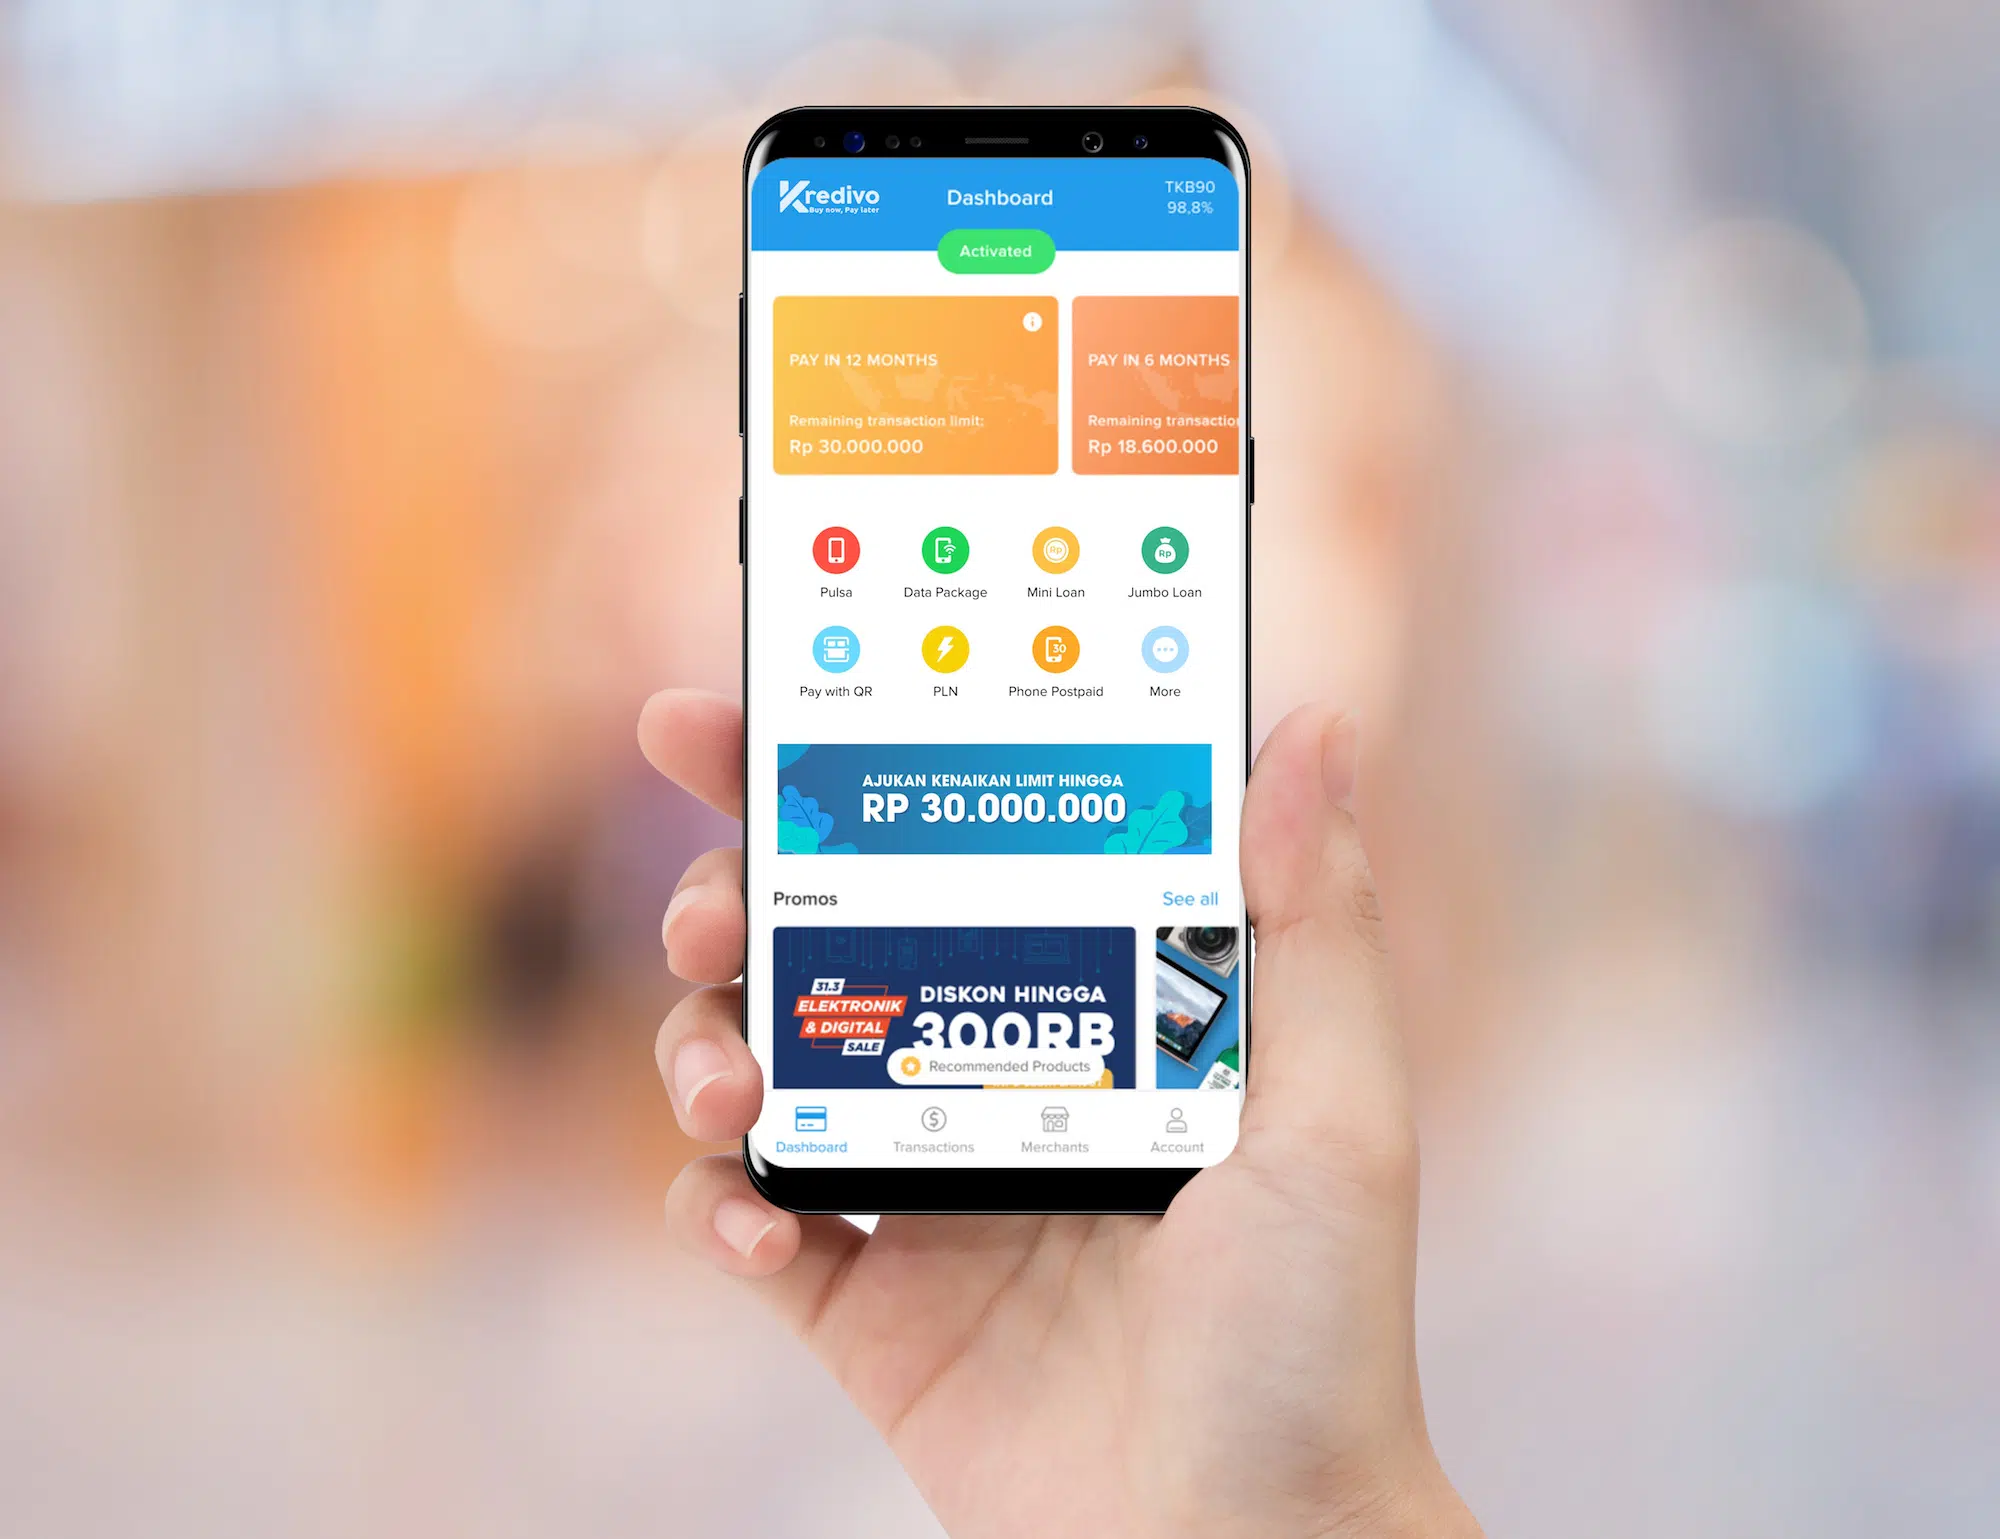 Kredivo
Buy now, Pay later
Dashboard
TKB90
98,8%
Activated
PAY IN 12 MONTHS
Remaining transaction limit:
Rp 30.000.000
PAY IN 6 MONTHS
Remaining transactio
Rp 18.600.000
Pulsa
Data Package
Rp
Mini Loan
Rp
Jumbo Loan
Pay with QR
PLN
30
Phone Postpaid
More
AJUKAN KENAIKAN LIMIT HINGGA
RP 30.000.000
Promos
See all
31.3
ELEKTRONIK
& DIGITAL
SALE
DISKON HINGGA
300RB
Recommended Products
Dashboard
Transactions
Merchants
Account